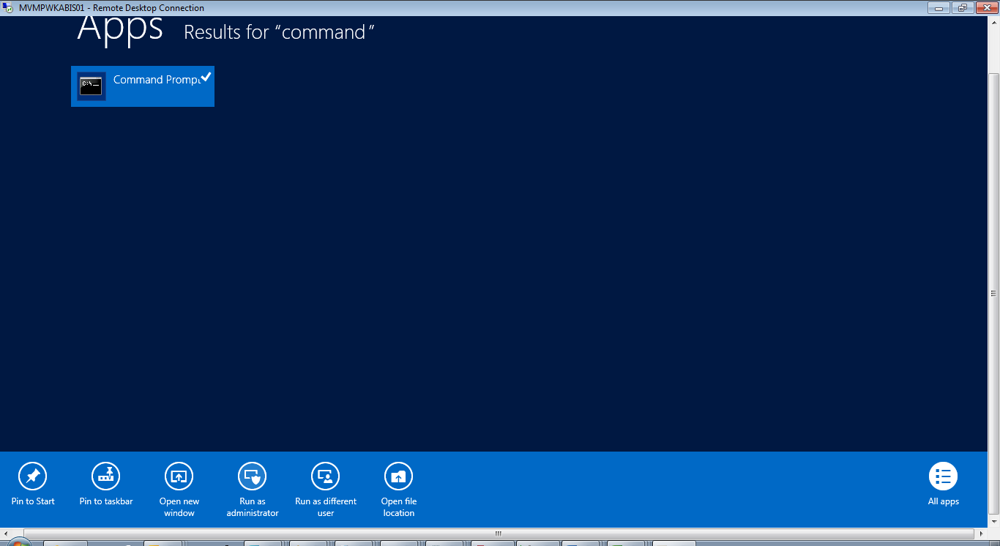 MVMPWKABIS01 - Remote Desktop Connection
Apps Results for “command”
C:\_
Command Prompt
Pin to Start
Pin to taskbar
Open new
window
Run as
administrator
Run as different
user
Open file
location
All apps